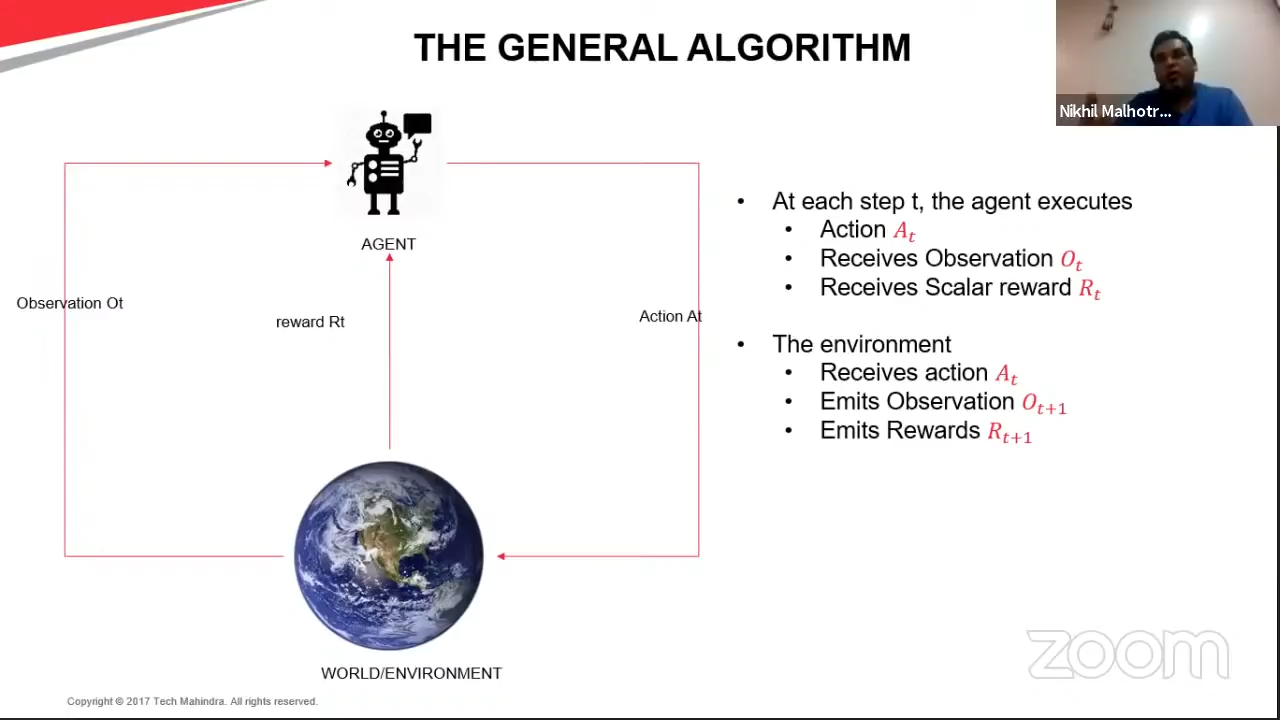 THE GENERAL ALGORITHM
Nikhil Malhotr...
AGENT
Observation Ot
reward Rt
Action At
• At each step t, the agent executes
• Action A_t
• Receives Observation O_t
• Receives Scalar reward R_t
• The environment
• Receives action A_t
• Emits Observation O_{t+1}
• Emits Rewards R_{t+1}
WORLD/ENVIRONMENT
zoom
Copyright © 2017 Tech Mahindra. All rights reserved.